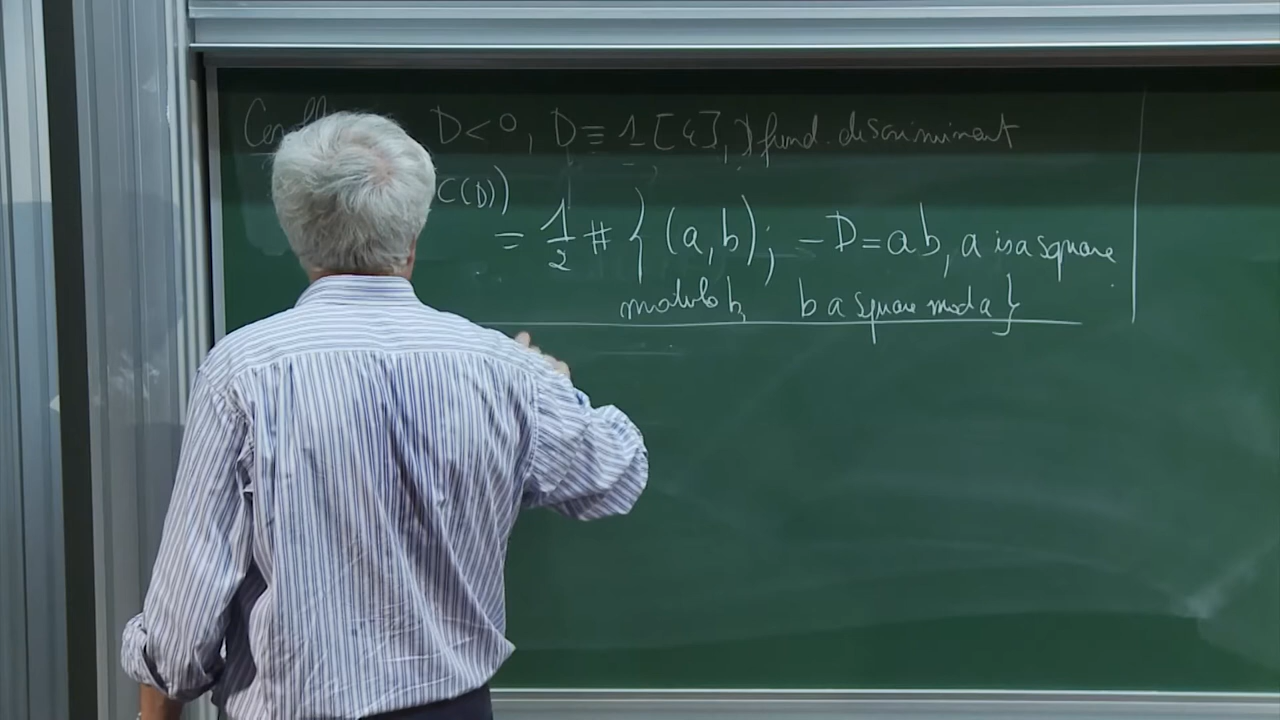 D<0, D≡1[4], D fund. discriminant
C(D))
= 1/2 # { (a,b); -D=ab, a is a square
modulo b, b a square mod a}